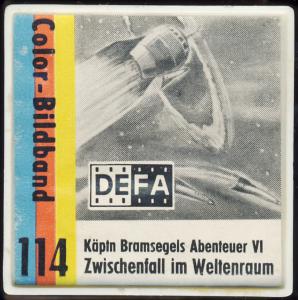 Color-Bildband
DEFA
114
Käptn Bramsegels Abenteuer VI
Zwischenfall im Weltenraum